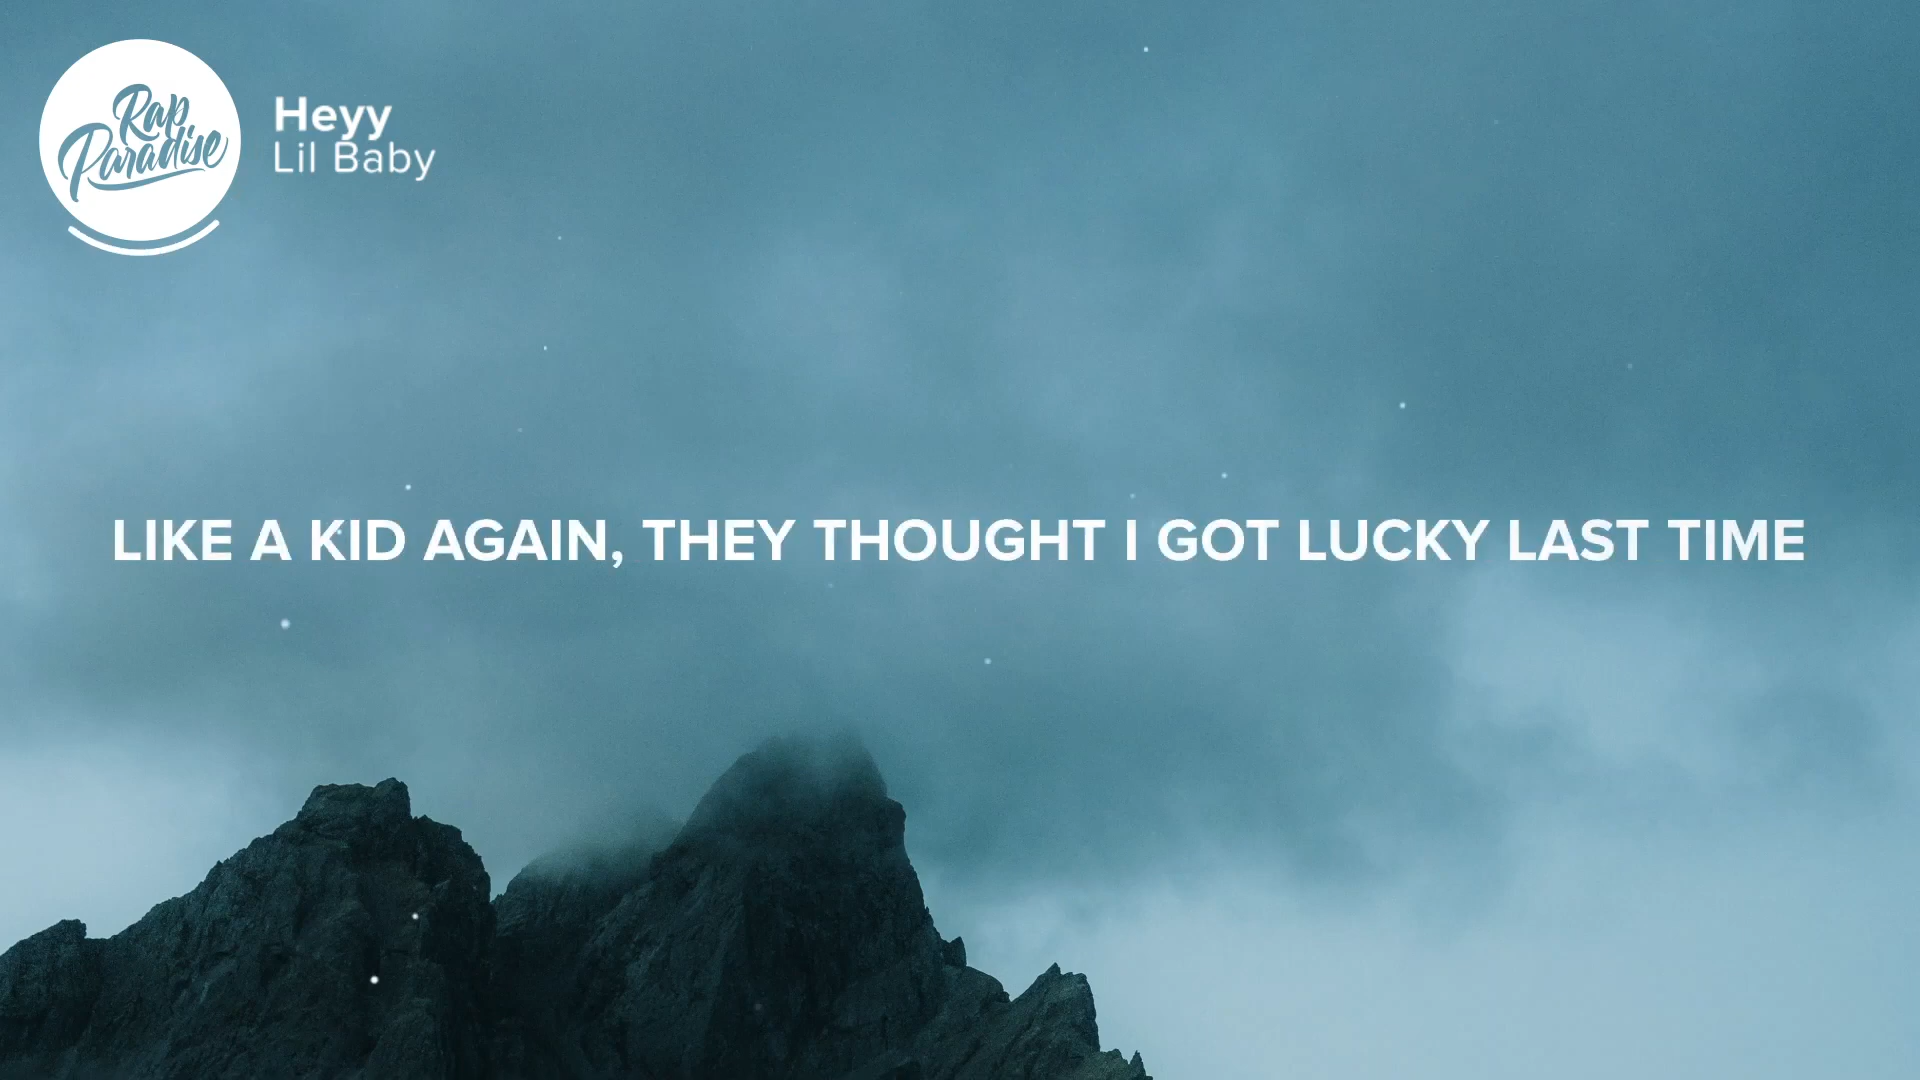 Rap
Paradise
Heyy
Lil Baby
LIKE A KID AGAIN, THEY THOUGHT I GOT LUCKY LAST TIME